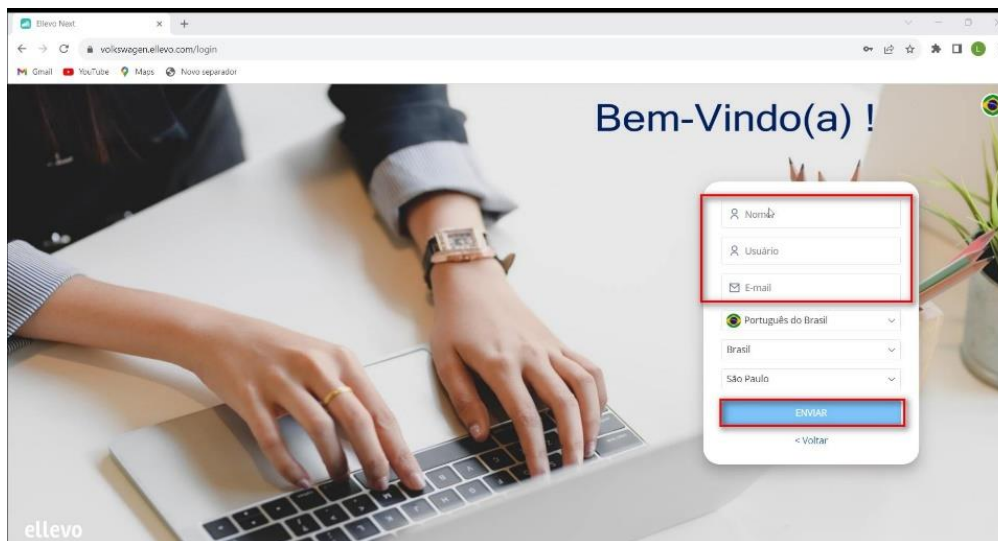 Ellevo Next
volkswagen.ellevo.com/login
Gmail YouTube Maps Novo separador
L
Bem-Vindo(a) !
Nome
Usuário
E-mail
Português do Brasil
Brasil
São Paulo
ENVIAR
< Voltar
ellevo